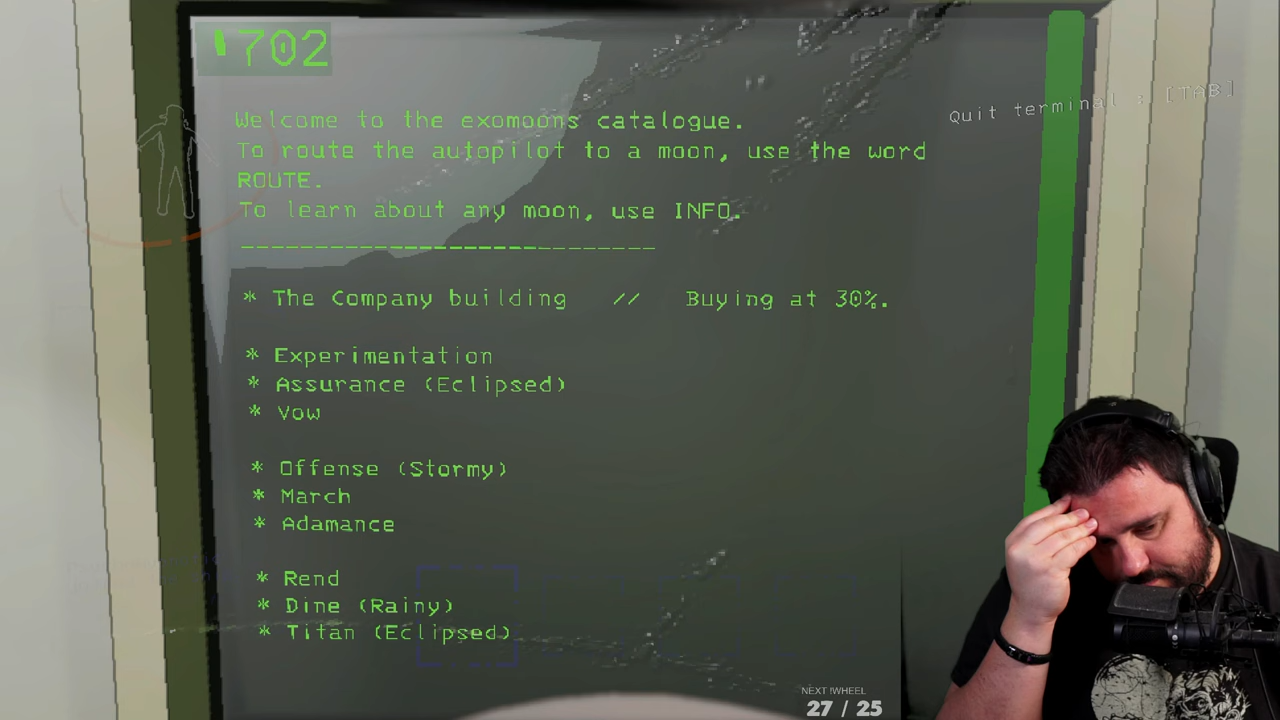 702
Quit terminal : [TAB]
Welcome to the exomoons catalogue.
To route the autopilot to a moon, use the word
ROUTE.
To learn about any moon, use INFO.
____________________________
* The Company building // Buying at 30%.
* Experimentation
* Assurance (Eclipsed)
* Vow
* Offense (Stormy)
* March
* Adamance
* Rend
* Dine (Rainy)
* Titan (Eclipsed)
NEXT !WHEEL
27 / 25